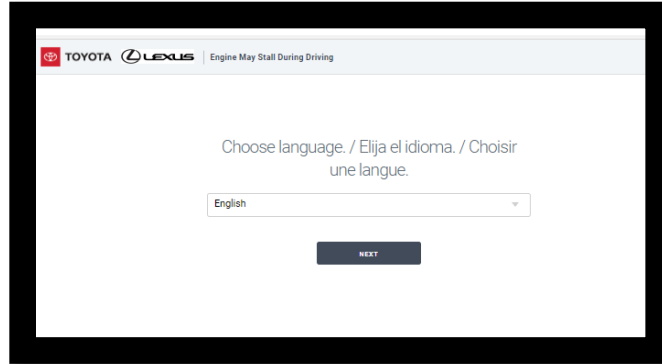 TOYOTA LEXUS Engine May Stall During Driving
Choose language. / Elija el idioma. / Choisir
une langue.
English
NEXT